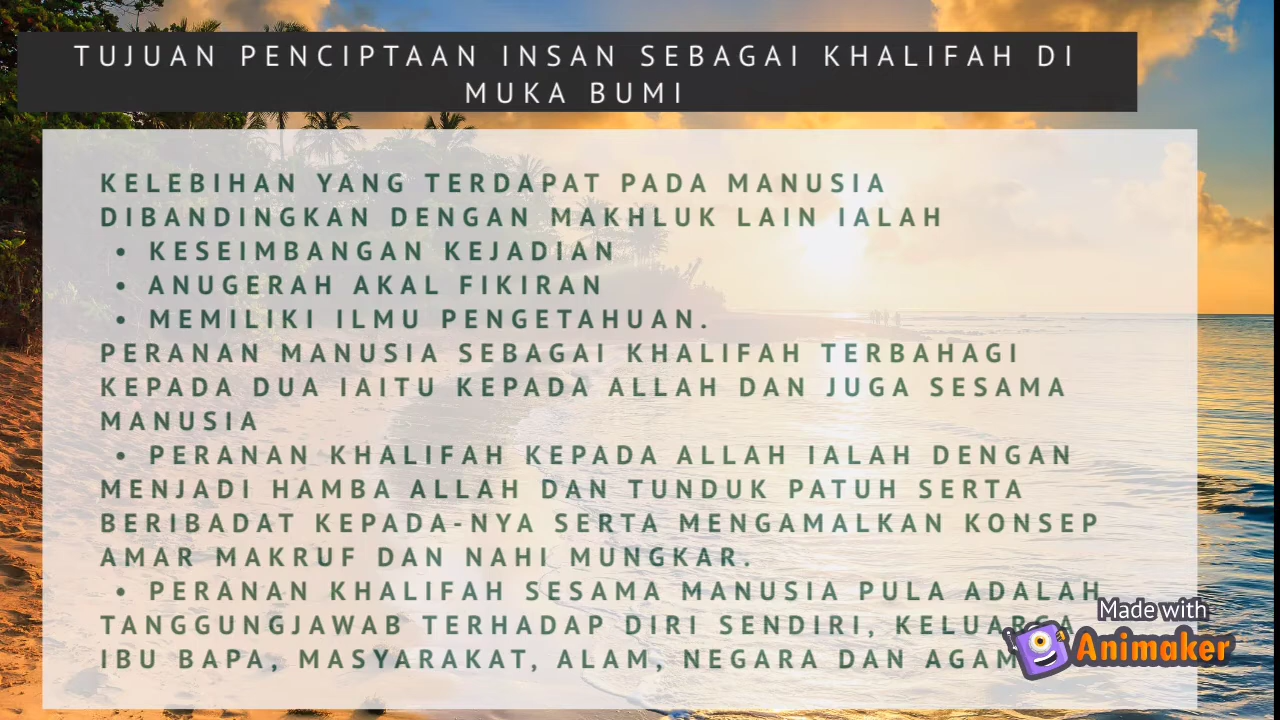 TUJUAN PENCIPTAAN INSAN SEBAGAI KHALIFAH DI
MUKA BUMI
KELEBIHAN YANG TERDAPAT PADA MANUSIA
DIBANDINGKAN DENGAN MAKHLUK LAIN IALAH
• KESEIMBANGAN KEJADIAN
• ANUGERAH AKAL FIKIRAN
• MEMILIKI ILMU PENGETAHUAN.
PERANAN MANUSIA SEBAGAI KHALIFAH TERBAHAGI
KEPADA DUA IAITU KEPADA ALLAH DAN JUGA SESAMA
MANUSIA
• PERANAN KHALIFAH KEPADA ALLAH IALAH DENGAN
MENJADI HAMBA ALLAH DAN TUNDUK PATUH SERTA
BERIBADAT KEPADA-NYA SERTA MENGAMALKAN KONSEP
AMAR MAKRUF DAN NAHI MUNGKAR.
• PERANAN KHALIFAH SESAMA MANUSIA PULA ADALAH
TANGGUNGJAWAB TERHADAP DIRI SENDIRI, KELUARGA
IBU BAPA, MASYARAKAT, ALAM, NEGARA DAN
Made with
Animaker